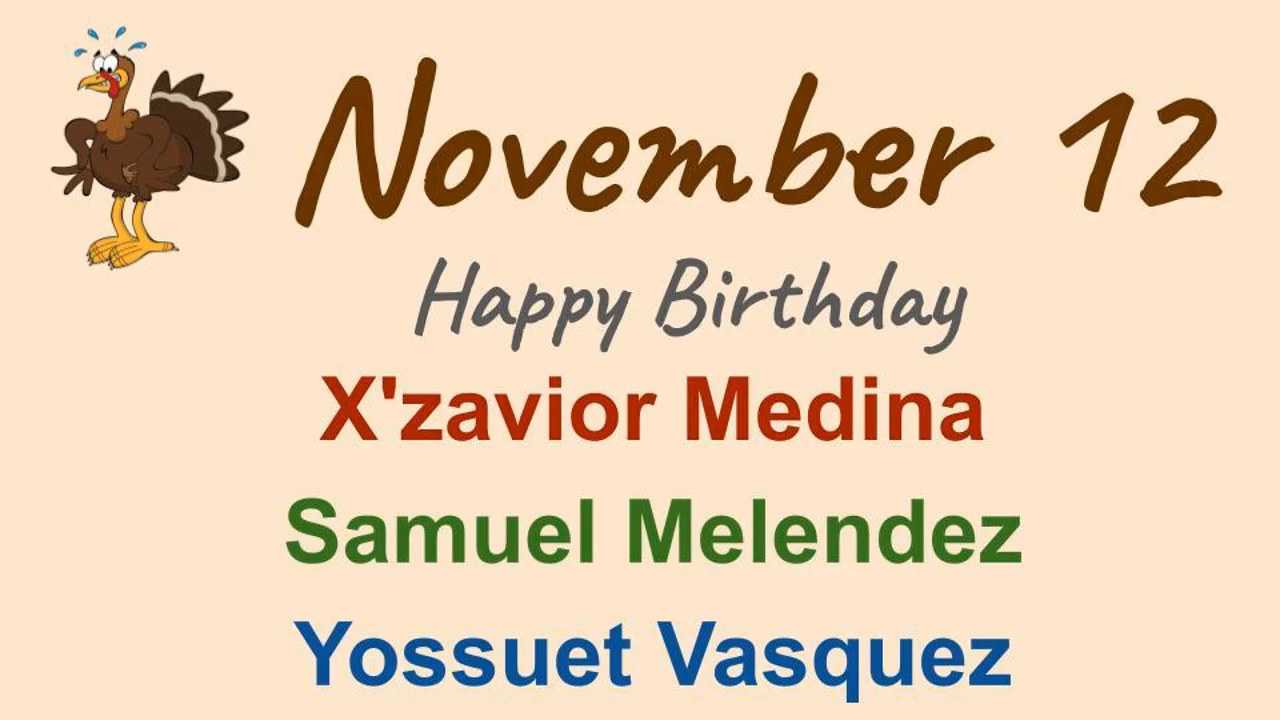 November 12
Happy Birthday
X'zavior Medina
Samuel Melendez
Yossuet Vasquez